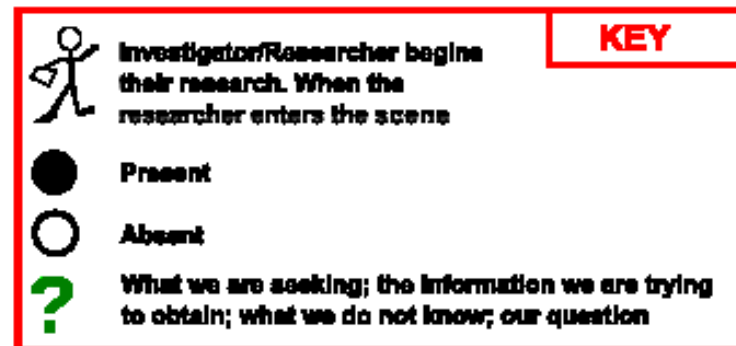 KEY
Investigator/Researcher begins
their research. When the
researcher enters the scene
Present
Absent
? What we are seeking; the information we are trying
to obtain; what we do not know; our question